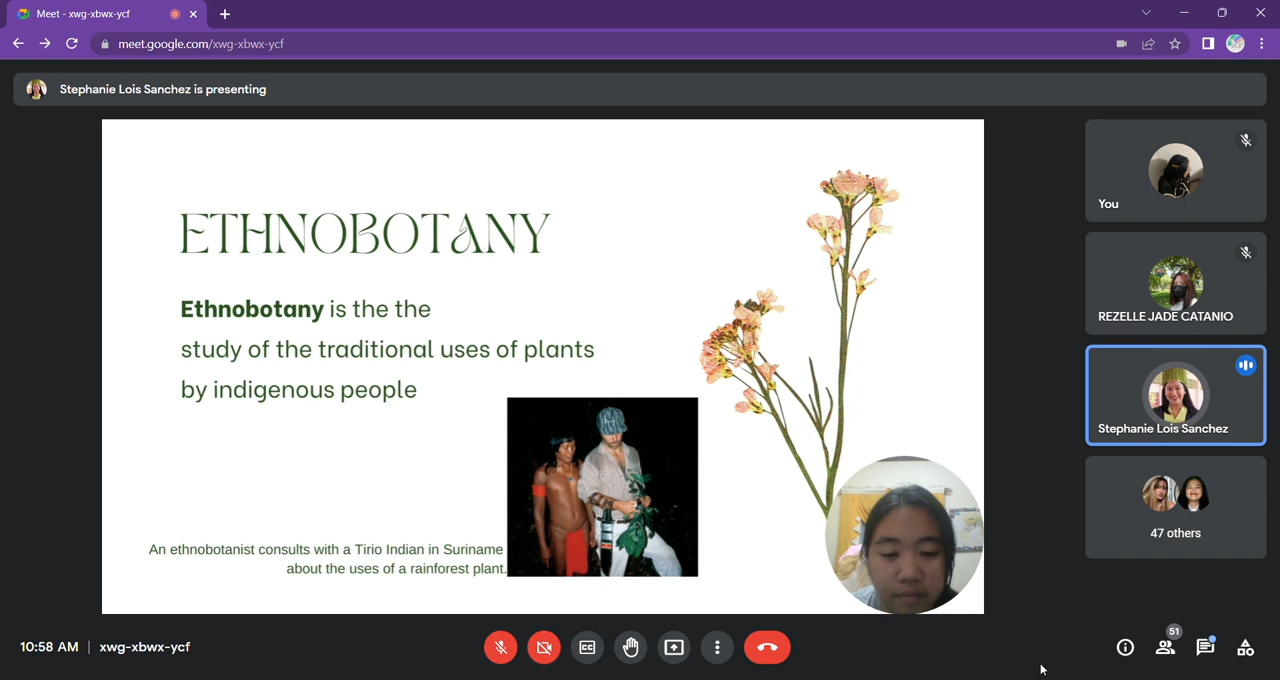 Meet - xwg-xbwx-ycf
meet.google.com/xwg-xbwx-ycf
Stephanie Lois Sanchez is presenting
ETHNOBOTANY
Ethnobotany is the the
study of the traditional uses of plants
by indigenous people
An ethnobotanist consults with a Tirio Indian in Suriname
about the uses of a rainforest plant.
You
REZELLE JADE CATANIO
Stephanie Lois Sanchez
47 others
10:58 AM | xwg-xbwx-ycf
CC
51